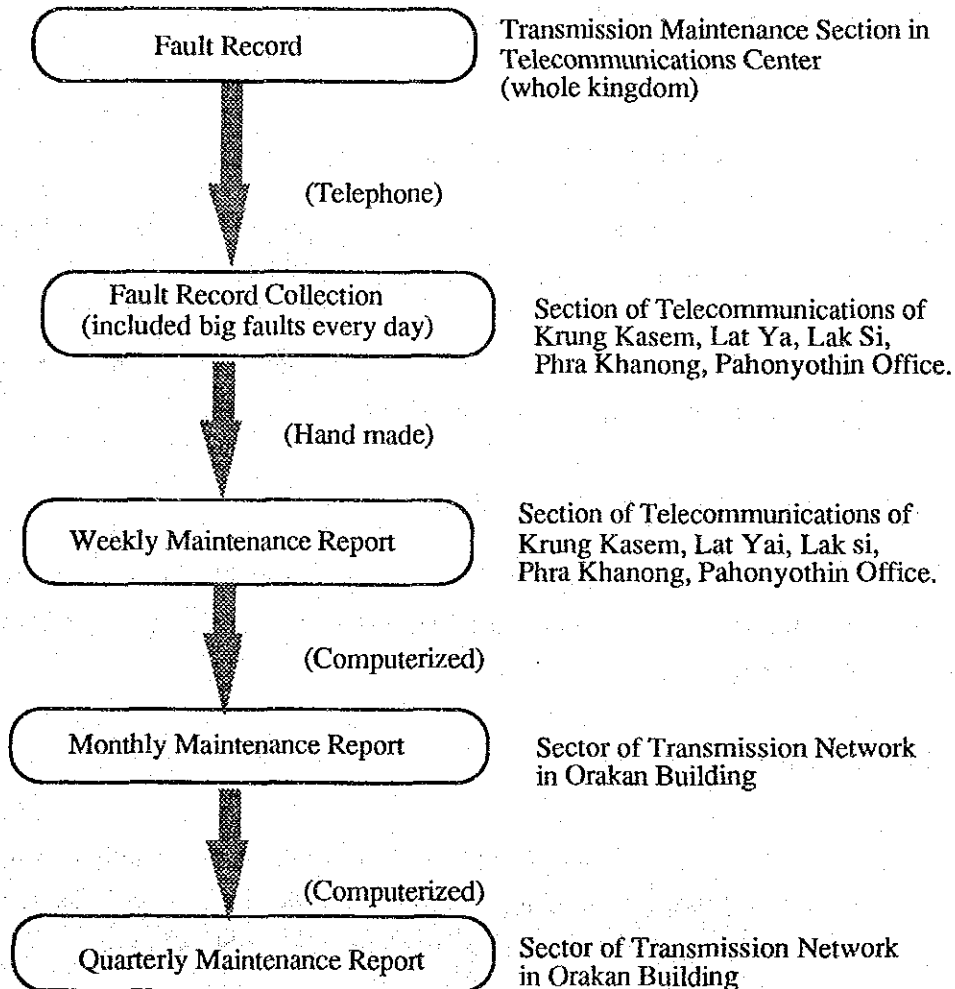 Fault Record
Transmission Maintenance Section in
Telecommunications Center
(whole kingdom)
(Telephone)
Fault Record Collection
(included big faults every day)
Section of Telecommunications of
Krung Kasem, Lat Ya, Lak Si,
Phra Khanong, Pahonyothin Office.
(Hand made)
Weekly Maintenance Report
Section of Telecommunications of
Krung Kasem, Lat Yai, Lak si,
Phra Khanong, Pahonyothin Office.
(Computerized)
Monthly Maintenance Report
Sector of Transmission Network
in Orakan Building
(Computerized)
Quarterly Maintenance Report
Sector of Transmission Network
in Orakan Building